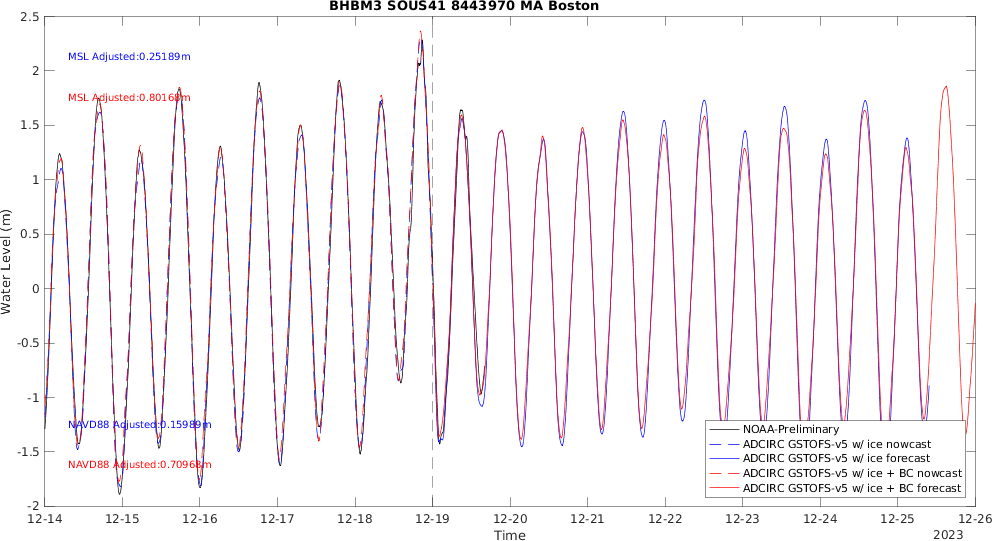 BHBM3 SOUS41 8443970 MA Boston
2.5
2
1.5
1
0.5
0
-0.5
-1
-1.5
-2
Water Level (m)
MSL Adjusted:0.25189m
MSL Adjusted:0.80168m
NAVD88 Adjusted:0.15989m
NAVD88 Adjusted:0.70968m
NOAA-Preliminary
ADCIRC GSTOFS-v5 w/ ice nowcast
ADCIRC GSTOFS-v5 w/ ice forecast
ADCIRC GSTOFS-v5 w/ ice + BC nowcast
ADCIRC GSTOFS-v5 w/ ice + BC forecast
12-14 12-15 12-16 12-17 12-18 12-19 12-20 12-21 12-22 12-23 12-24 12-25 12-26
Time
2023